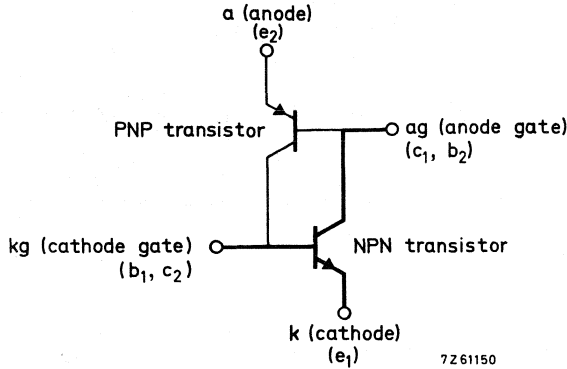 a (anode)
(e₂)
PNP transistor
ag (anode gate)
(c₁, b₂)
kg (cathode gate)
(b₁, c₂)
NPN transistor
k (cathode)
(e₁)
7Z61150